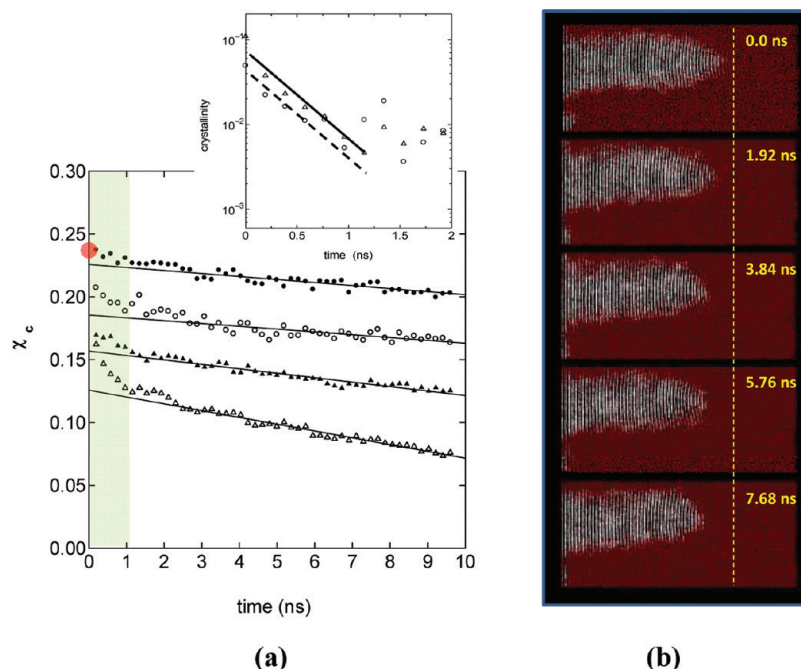 10⁻¹
10⁻²
10⁻³
crystallinity
0 0.5 1 1.5 2
time (ns)
0.30
0.25
0.20
0.15
0.10
0.05
0.00
χ c
0 1 2 3 4 5 6 7 8 9 10
time (ns)
(a)
0.0 ns
1.92 ns
3.84 ns
5.76 ns
7.68 ns
(b)